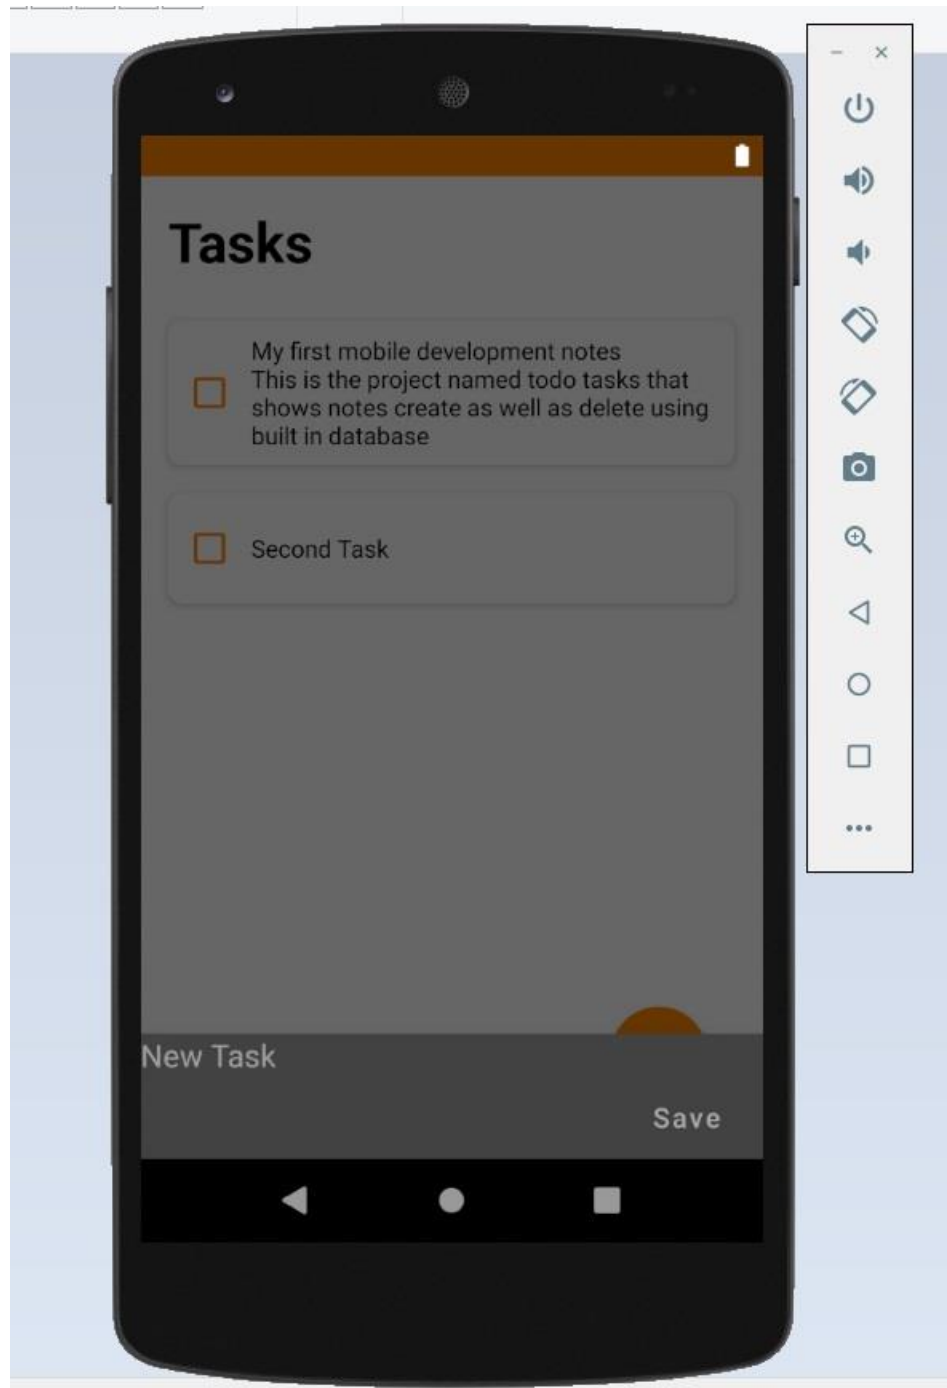 Tasks
My first mobile development notes
This is the project named todo tasks that
shows notes create as well as delete using
built in database
Second Task
New Task
Save